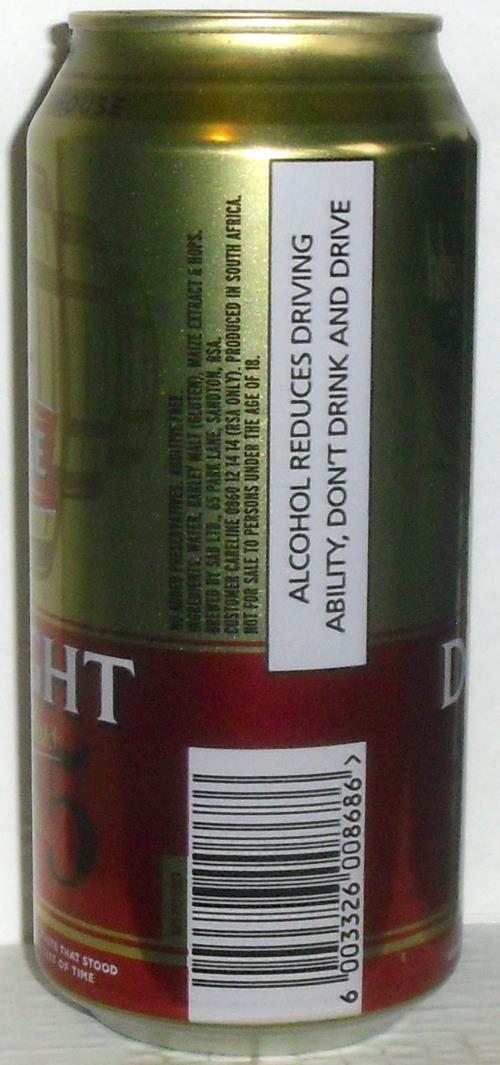 HOUSE
E
NO ADDED PRESERVATIVES. ADDITIVE FREE.
INGREDIENTS: WATER, BARLEY MALT (GLUTEN), MAIZE EXTRACT & HOPS.
BREWED BY SAB LTD., 65 PARK LANE, SANDTON, RSA.
CUSTOMER CARELINE 0860 12 14 14 (RSA ONLY). PRODUCED IN SOUTH AFRICA.
NOT FOR SALE TO PERSONS UNDER THE AGE OF 18.
ALCOHOL REDUCES DRIVING
ABILITY, DON'T DRINK AND DRIVE
GHT
D
5
THAT STOOD
OF TIME
6 003326 008686 >